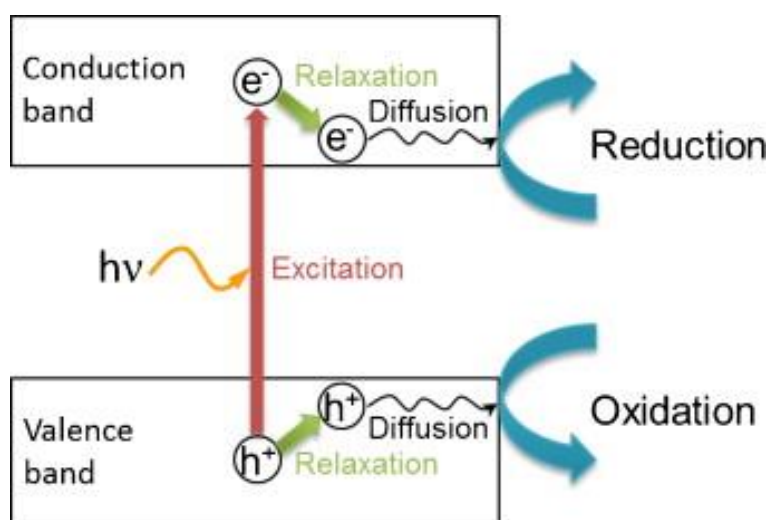 Conduction
band
e⁻
Relaxation
e⁻
Diffusion
Reduction
hν
Excitation
Valence
band
h⁺
Relaxation
h⁺
Diffusion
Oxidation